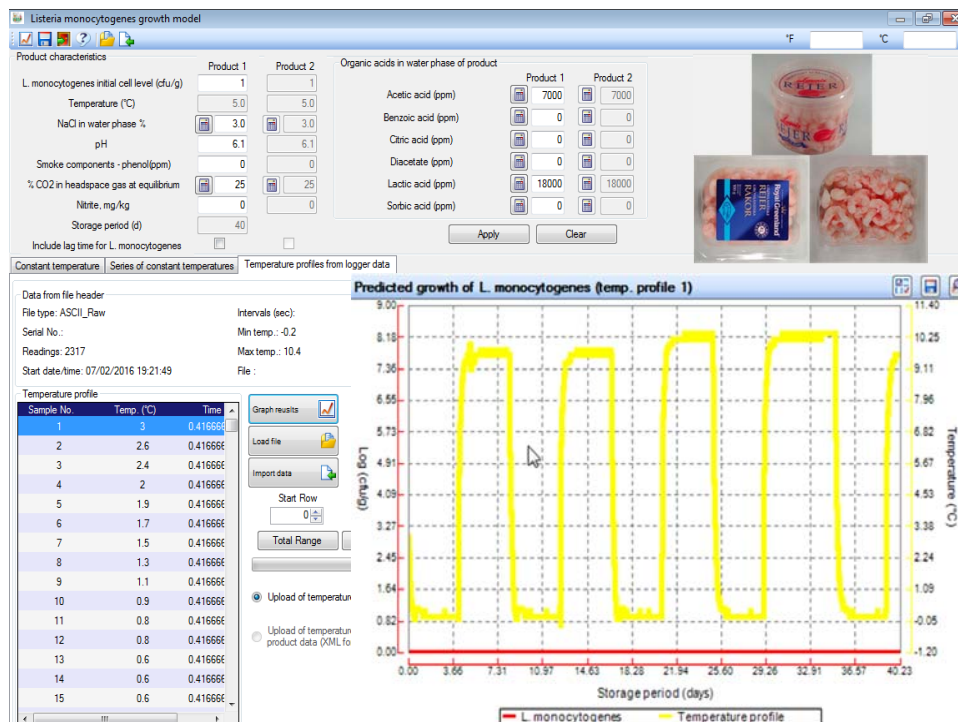 Listeria monocytogenes growth model
°F °C
Product characteristics
Product 1 Product 2
L. monocytogenes initial cell level (cfu/g) 1 1
Temperature (°C) 5.0 5.0
NaCl in water phase % 3.0 3.0
pH 6.1 6.1
Smoke components - phenol(ppm) 0 0
% CO2 in headspace gas at equilibrium 25 25
Nitrite, mg/kg 0 0
Storage period (d) 40
Include lag time for L. monocytogenes
Organic acids in water phase of product
Product 1 Product 2
Acetic acid (ppm) 7000 7000
Benzoic acid (ppm) 0 0
Citric acid (ppm) 0 0
Diacetate (ppm) 0 0
Lactic acid (ppm) 18000 18000
Sorbic acid (ppm) 0 0
Apply Clear
REJER
Royal Greenland
REJER
RÅKOR
Constant temperature Series of constant temperatures Temperature profiles from logger data
Data from file header
File type: ASCII_Raw Intervals (sec):
Serial No.: Min temp.: -0.2
Readings: 2317 Max temp.: 10.4
Start date/time: 07/02/2016 19:21:49 File :
Temperature profile
Sample No. Temp. (°C) Time
1 3 0.416666
2 2.6 0.416666
3 2.4 0.416666
4 2 0.416666
5 1.9 0.416666
6 1.7 0.416666
7 1.5 0.416666
8 1.3 0.416666
9 1.1 0.416666
10 0.9 0.416666
11 0.8 0.416666
12 0.8 0.416666
13 0.6 0.416666
14 0.6 0.416666
15 0.6 0.416666
Graph reusits
Load file
Import data
Start Row
0
Total Range
Upload of temperature
Upload of temperature
product data (XML fo
Predicted growth of L. monocytogenes (temp. profile 1)
9.00 11.40
8.18 10.25
7.36 9.11
6.55 7.96
5.73 6.82
4.91 5.67
4.09 4.53
3.27 3.38
2.45 2.24
1.64 1.09
0.82 -0.05
0.00 -1.20
Log (cfu/g)
Temperature (°C)
0.00 3.66 7.31 10.97 14.63 18.28 21.94 25.60 29.26 32.91 36.57 40.23
Storage period (days)
L. monocytogenes Temperature profile